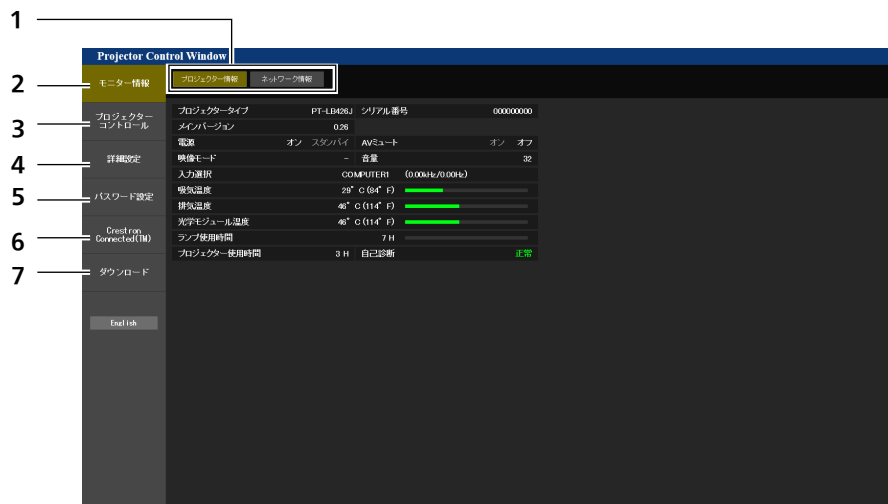 1
Projector Control Window
2
モニター情報
プロジェクター情報 ネットワーク情報
3
プロジェクター
コントロール
4
詳細設定
5
パスワード設定
6
Crestron
Connected(TM)
7
ダウンロード
English
プロジェクタータイプ PT-LB426J シリアル番号 000000000
メインバージョン 0.26
電源 オン スタンバイ AVミュート オン オフ
映像モード - 音量 32
入力選択 COMPUTER1 (0.00kHz/0.00Hz)
吸気温度 29° C (84° F)
排気温度 46° C (114° F)
光学モジュール温度 46° C (114° F)
ランプ使用時間 7 H
プロジェクター使用時間 3 H 自己診断 正常